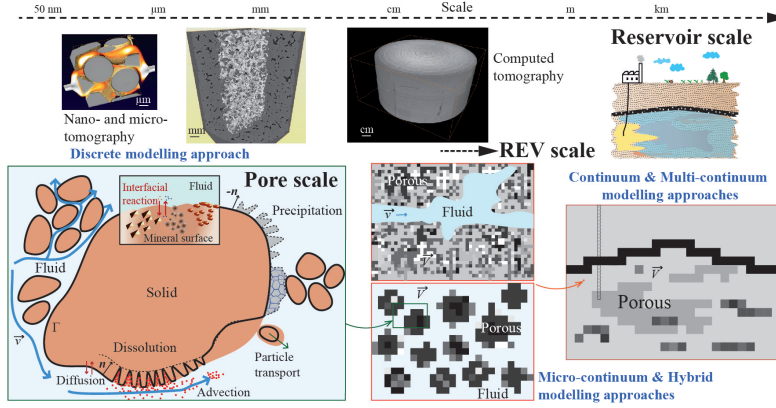 Scale
50 nm
µm
mm
cm
m
km
µm
Nano- and micro-
tomography
mm
Discrete modelling approach
cm
Computed
tomography
Reservoir scale
REV scale
Continuum & Multi-continuum
modelling approaches
Pore scale
Interfacial
reaction
Fluid
Mineral surface
-n
Precipitation
Fluid
Solid
Γ
v
Dissolution
n
Diffusion
Advection
Particle
transport
Porous
v
Fluid
V
V
Porous
Fluid
V
Porous
Micro-continuum & Hybrid
modelling approaches